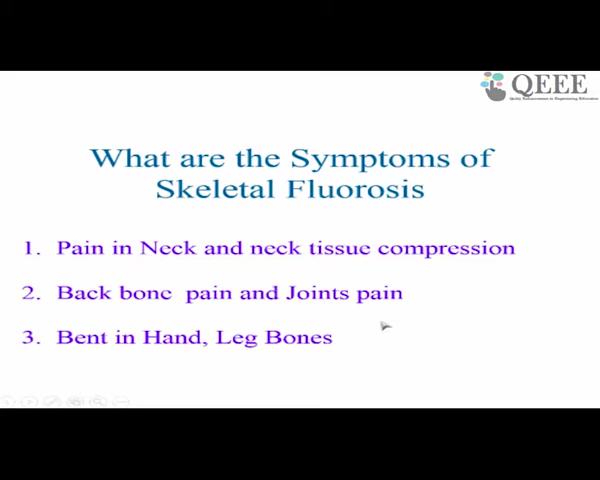 QEEE
Quality Enhancement in Engineering Education
What are the Symptoms of
Skeletal Fluorosis
1. Pain in Neck and neck tissue compression
2. Back bone pain and Joints pain
3. Bent in Hand, Leg Bones